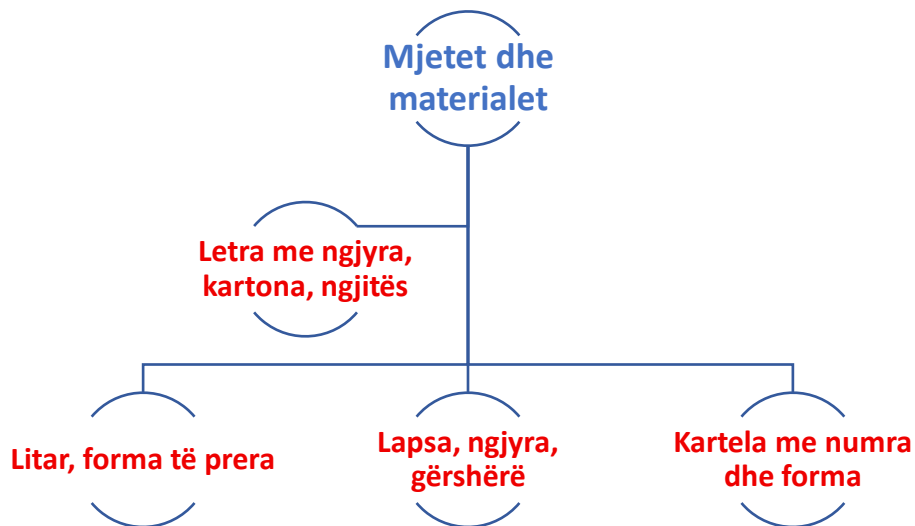 Mjetet dhe
materialet
Letra me ngjyra,
kartona, ngjitës
Litar, forma të prera
Lapsa, ngjyra,
gërshërë
Kartela me numra
dhe forma